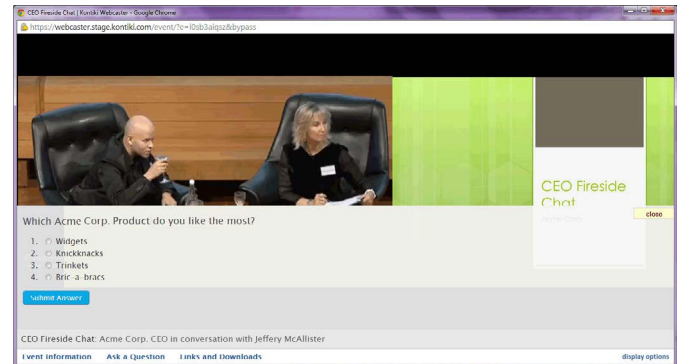 CEO Fireside Chat | Kontiki Webcaster - Google Chrome
https://webcaster.stage.kontiki.com/event/?e=i0sb3aiqsz&bypass
CEO Fireside
Chat
close
Which Acme Corp. Product do you like the most?
1. Widgets
2. Knickknacks
3. Trinkets
4. Bric-a-bracs
Submit Answer
CEO Fireside Chat: Acme Corp. CEO in conversation with Jeffery McAllister
Event Information Ask a Question Links and Downloads display options